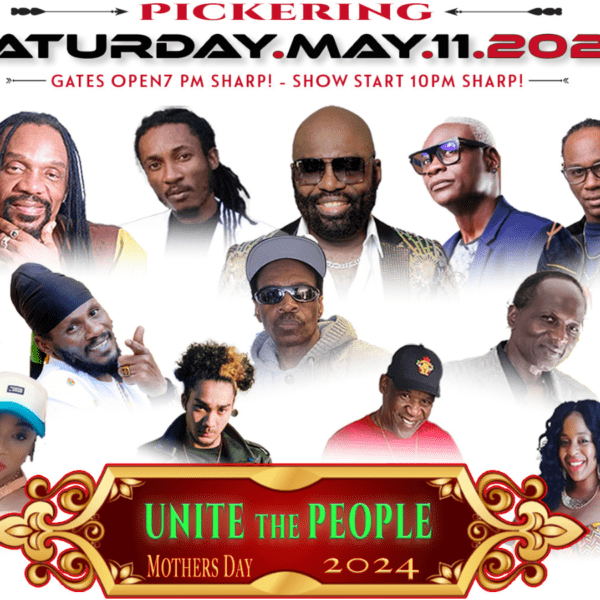 PICKERING
ATURDAY.MAY.11.202
GATES OPEN7 PM SHARP! - SHOW START 10PM SHARP!
UNITE THE PEOPLE
MOTHERS DAY 2024